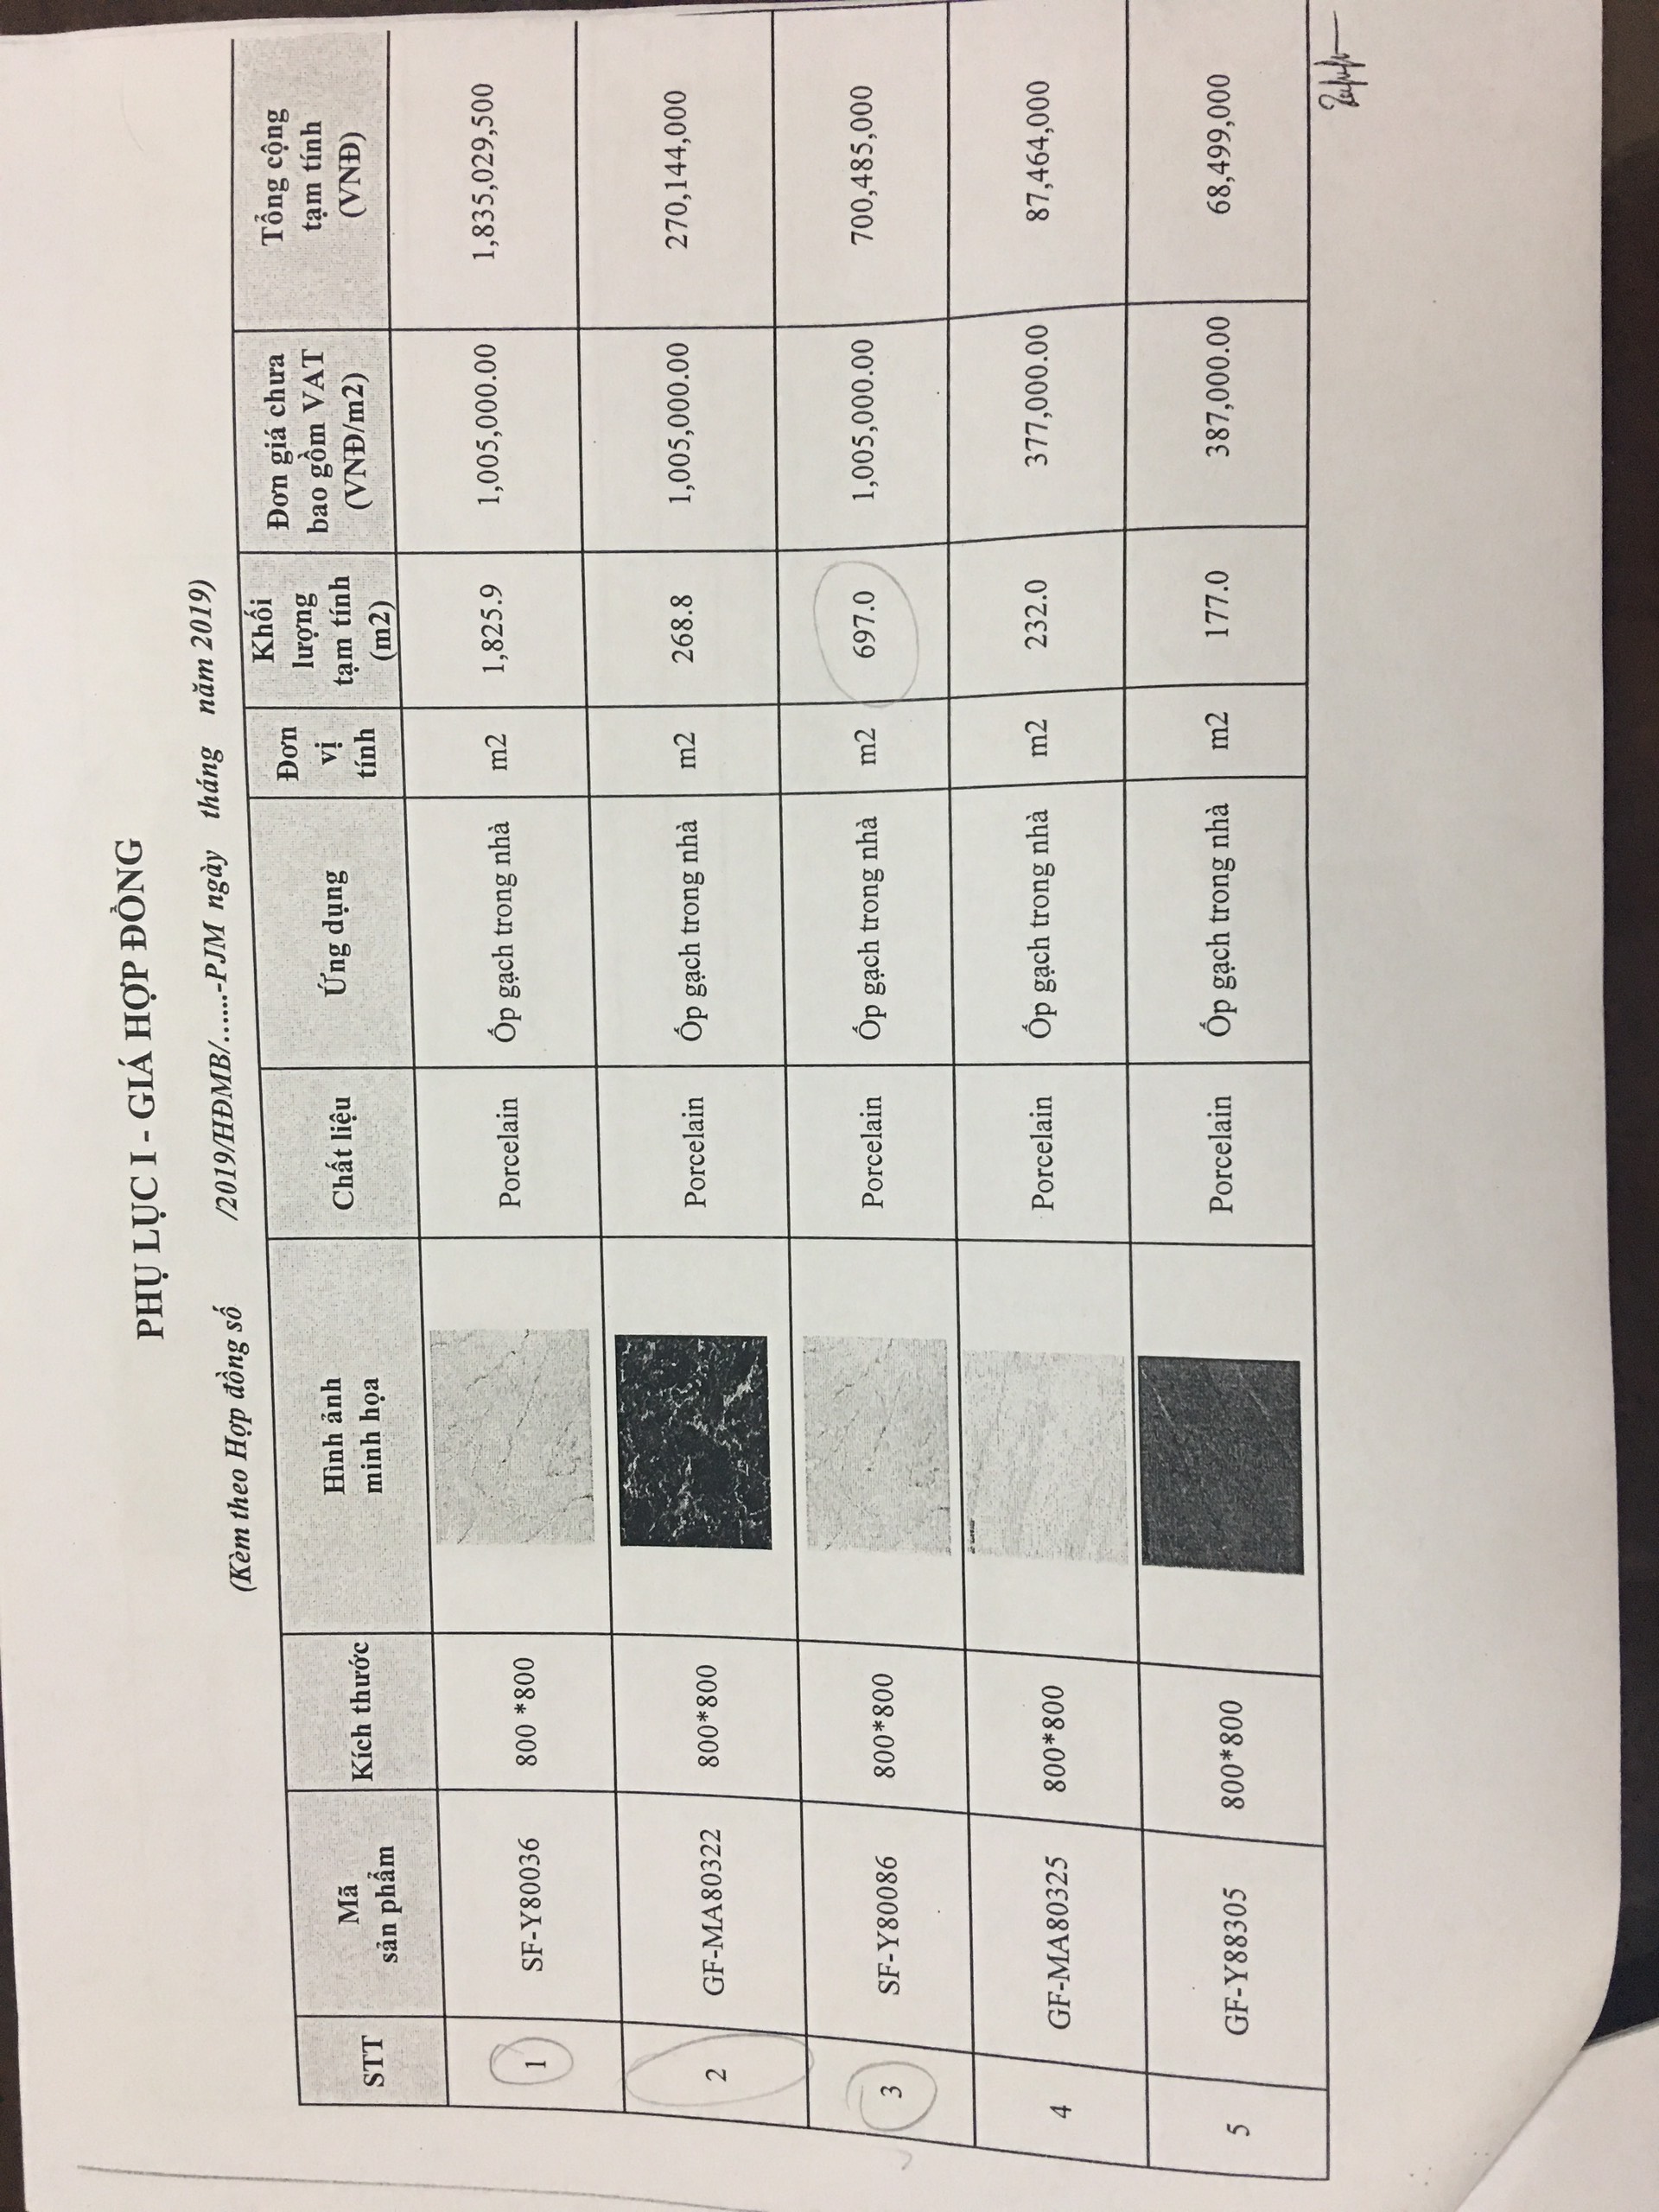 PHỤ LỤC I - GIÁ HỢP ĐỒNG
(Kèm theo Hợp đồng số /2019/HĐMB/......-PJM ngày tháng năm 2019)
STT Mã sản phẩm Kích thước Hình ảnh minh họa Chất liệu Ứng dụng Đơn vị tính Khối lượng tạm tính (m2) Đơn giá chưa bao gồm VAT (VNĐ/m2) Tổng cộng tạm tính (VNĐ)
1 SF-Y80036 800 *800 Porcelain Ốp gạch trong nhà m2 1,825.9 1,005,000.00 1,835,029,500
2 GF-MA80322 800*800 Porcelain Ốp gạch trong nhà m2 268.8 1,005,000.00 270,144,000
3 SF-Y80086 800*800 Porcelain Ốp gạch trong nhà m2 697.0 1,005,000.00 700,485,000
4 GF-MA80325 800*800 Porcelain Ốp gạch trong nhà m2 232.0 377,000.00 87,464,000
5 GF-Y88305 800*800 Porcelain Ốp gạch trong nhà m2 177.0 387,000.00 68,499,000